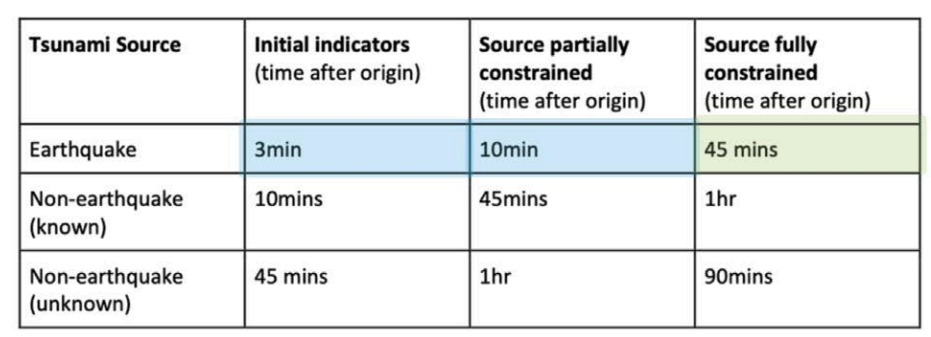 Tsunami Source
Initial indicators
(time after origin)
Source partially
constrained
(time after origin)
Source fully
constrained
(time after origin)
Earthquake
3min
10min
45 mins
Non-earthquake
(known)
10mins
45mins
1hr
Non-earthquake
(unknown)
45 mins
1hr
90mins